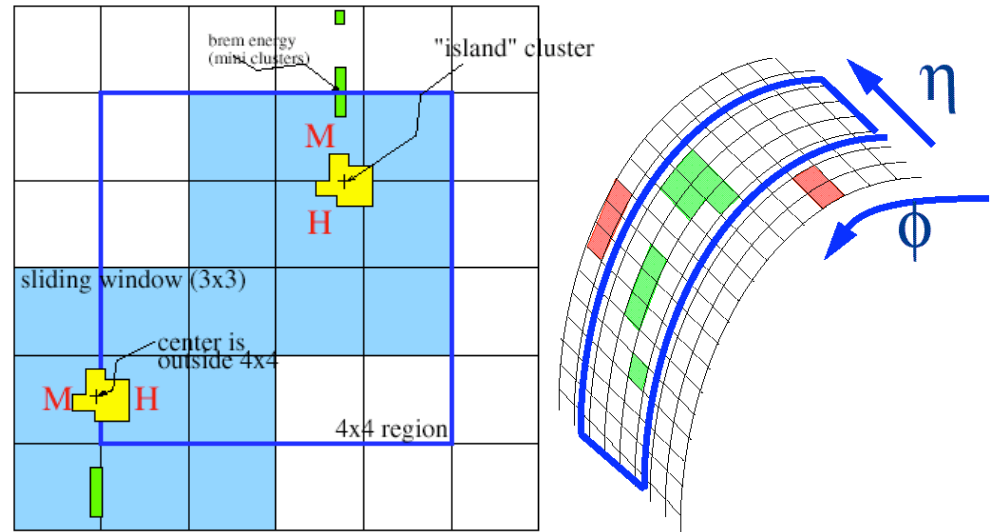 brem energy
(mini clusters)
"island" cluster
M
H
sliding window (3x3)
center is
outside 4x4
M
H
4x4 region
η
ϕ